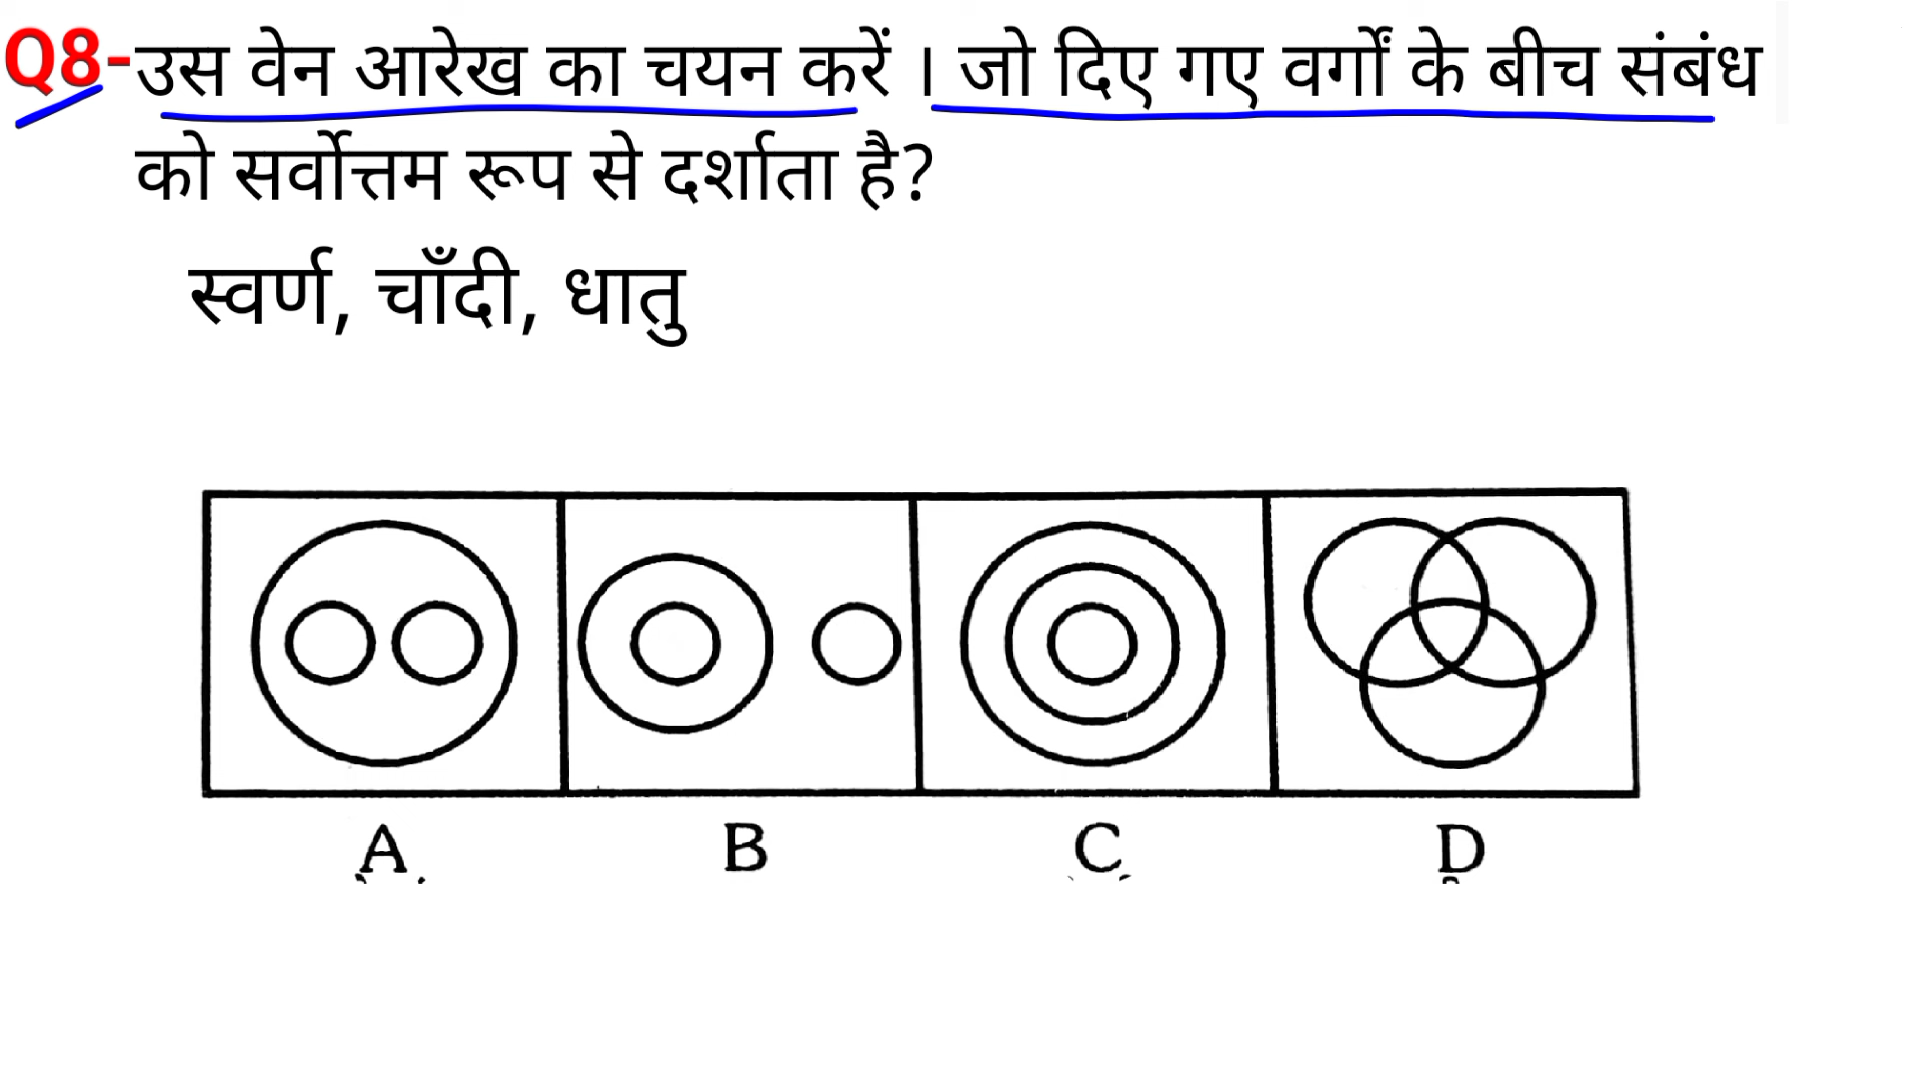 Q8-उस वेन आरेख का चयन करें । जो दिए गए वर्गों के बीच संबंध
को सर्वोत्तम रूप से दर्शाता है?
स्वर्ण, चाँदी, धातु
A B C D